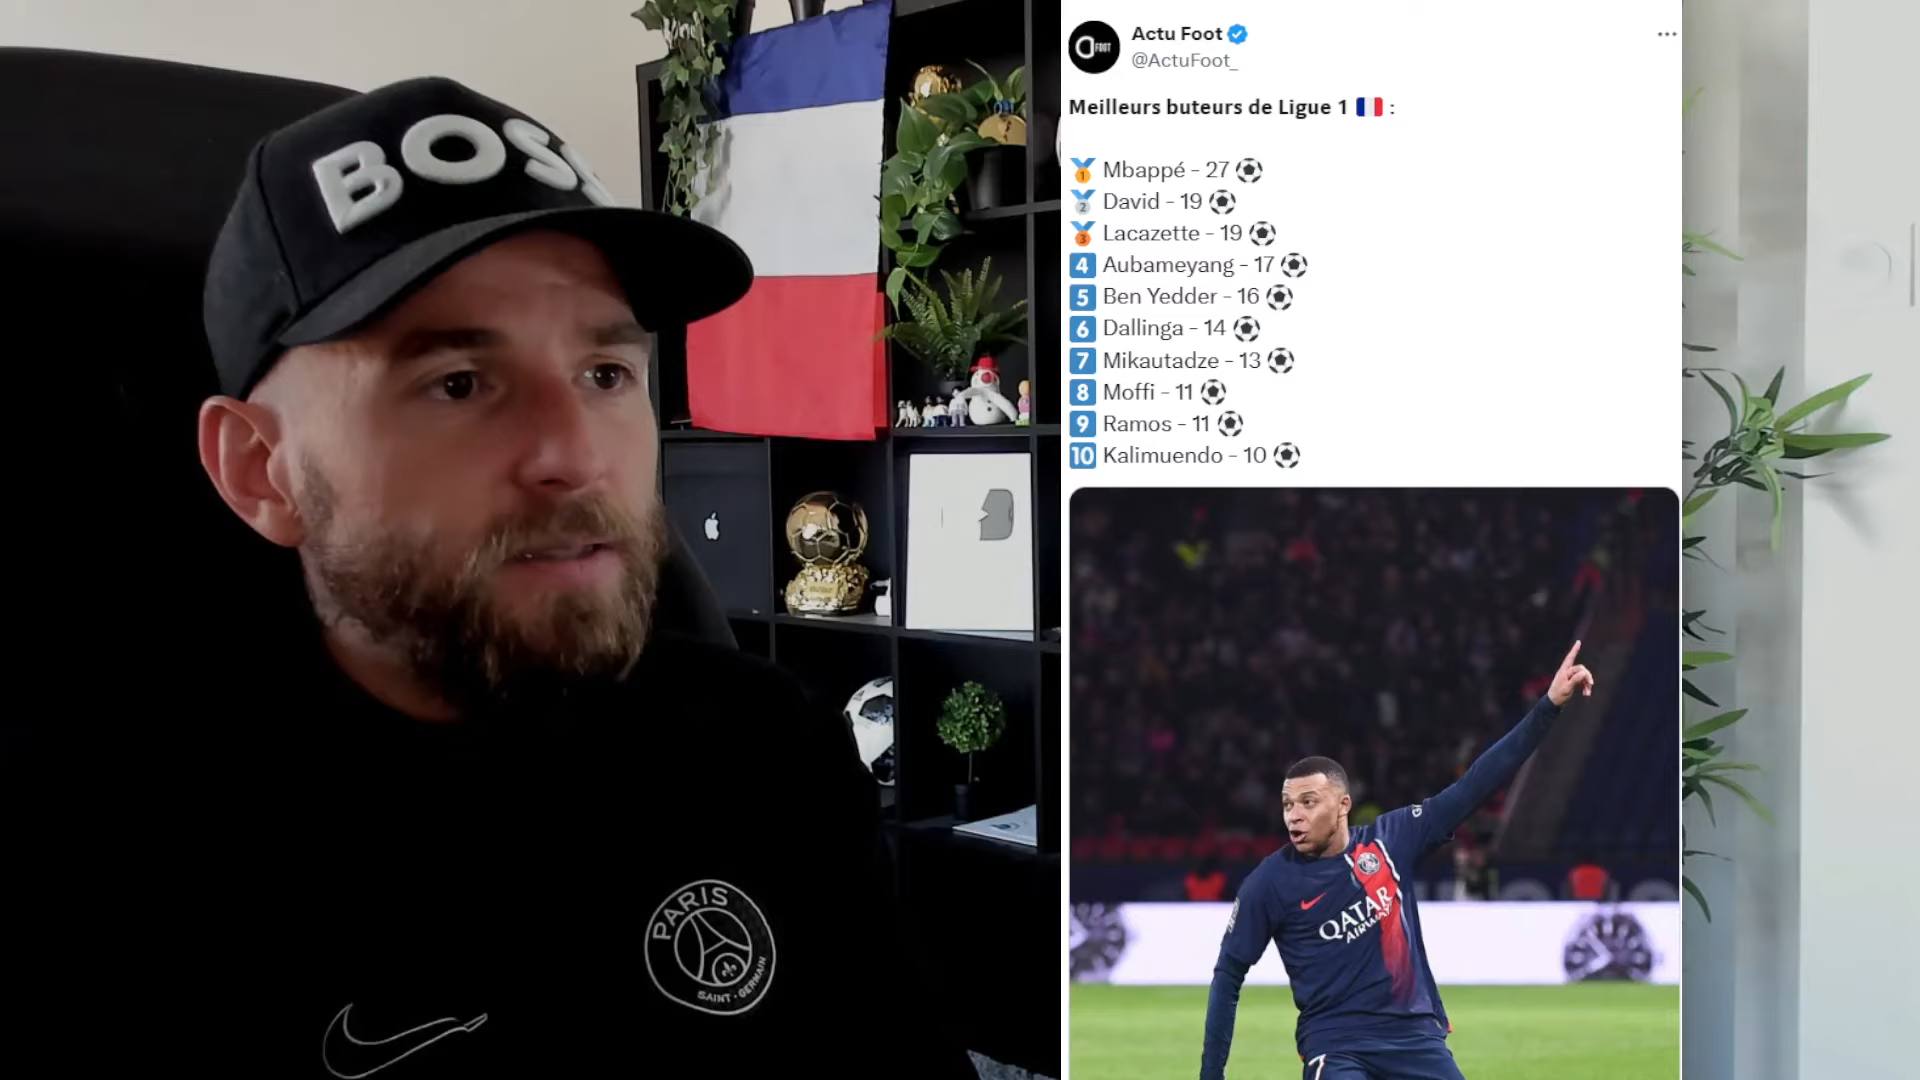 BOSS
PARIS
SAINT-GERMAIN
Actu Foot
@ActuFoot_
Meilleurs buteurs de Ligue 1 🇫🇷 :
🥇 Mbappé - 27 ⚽
🥈 David - 19 ⚽
🥉 Lacazette - 19 ⚽
4 Aubameyang - 17 ⚽
5 Ben Yedder - 16 ⚽
6 Dallinga - 14 ⚽
7 Mikautadze - 13 ⚽
8 Moffi - 11 ⚽
9 Ramos - 11 ⚽
10 Kalimuendo - 10 ⚽
QATAR
AIRWAYS
7